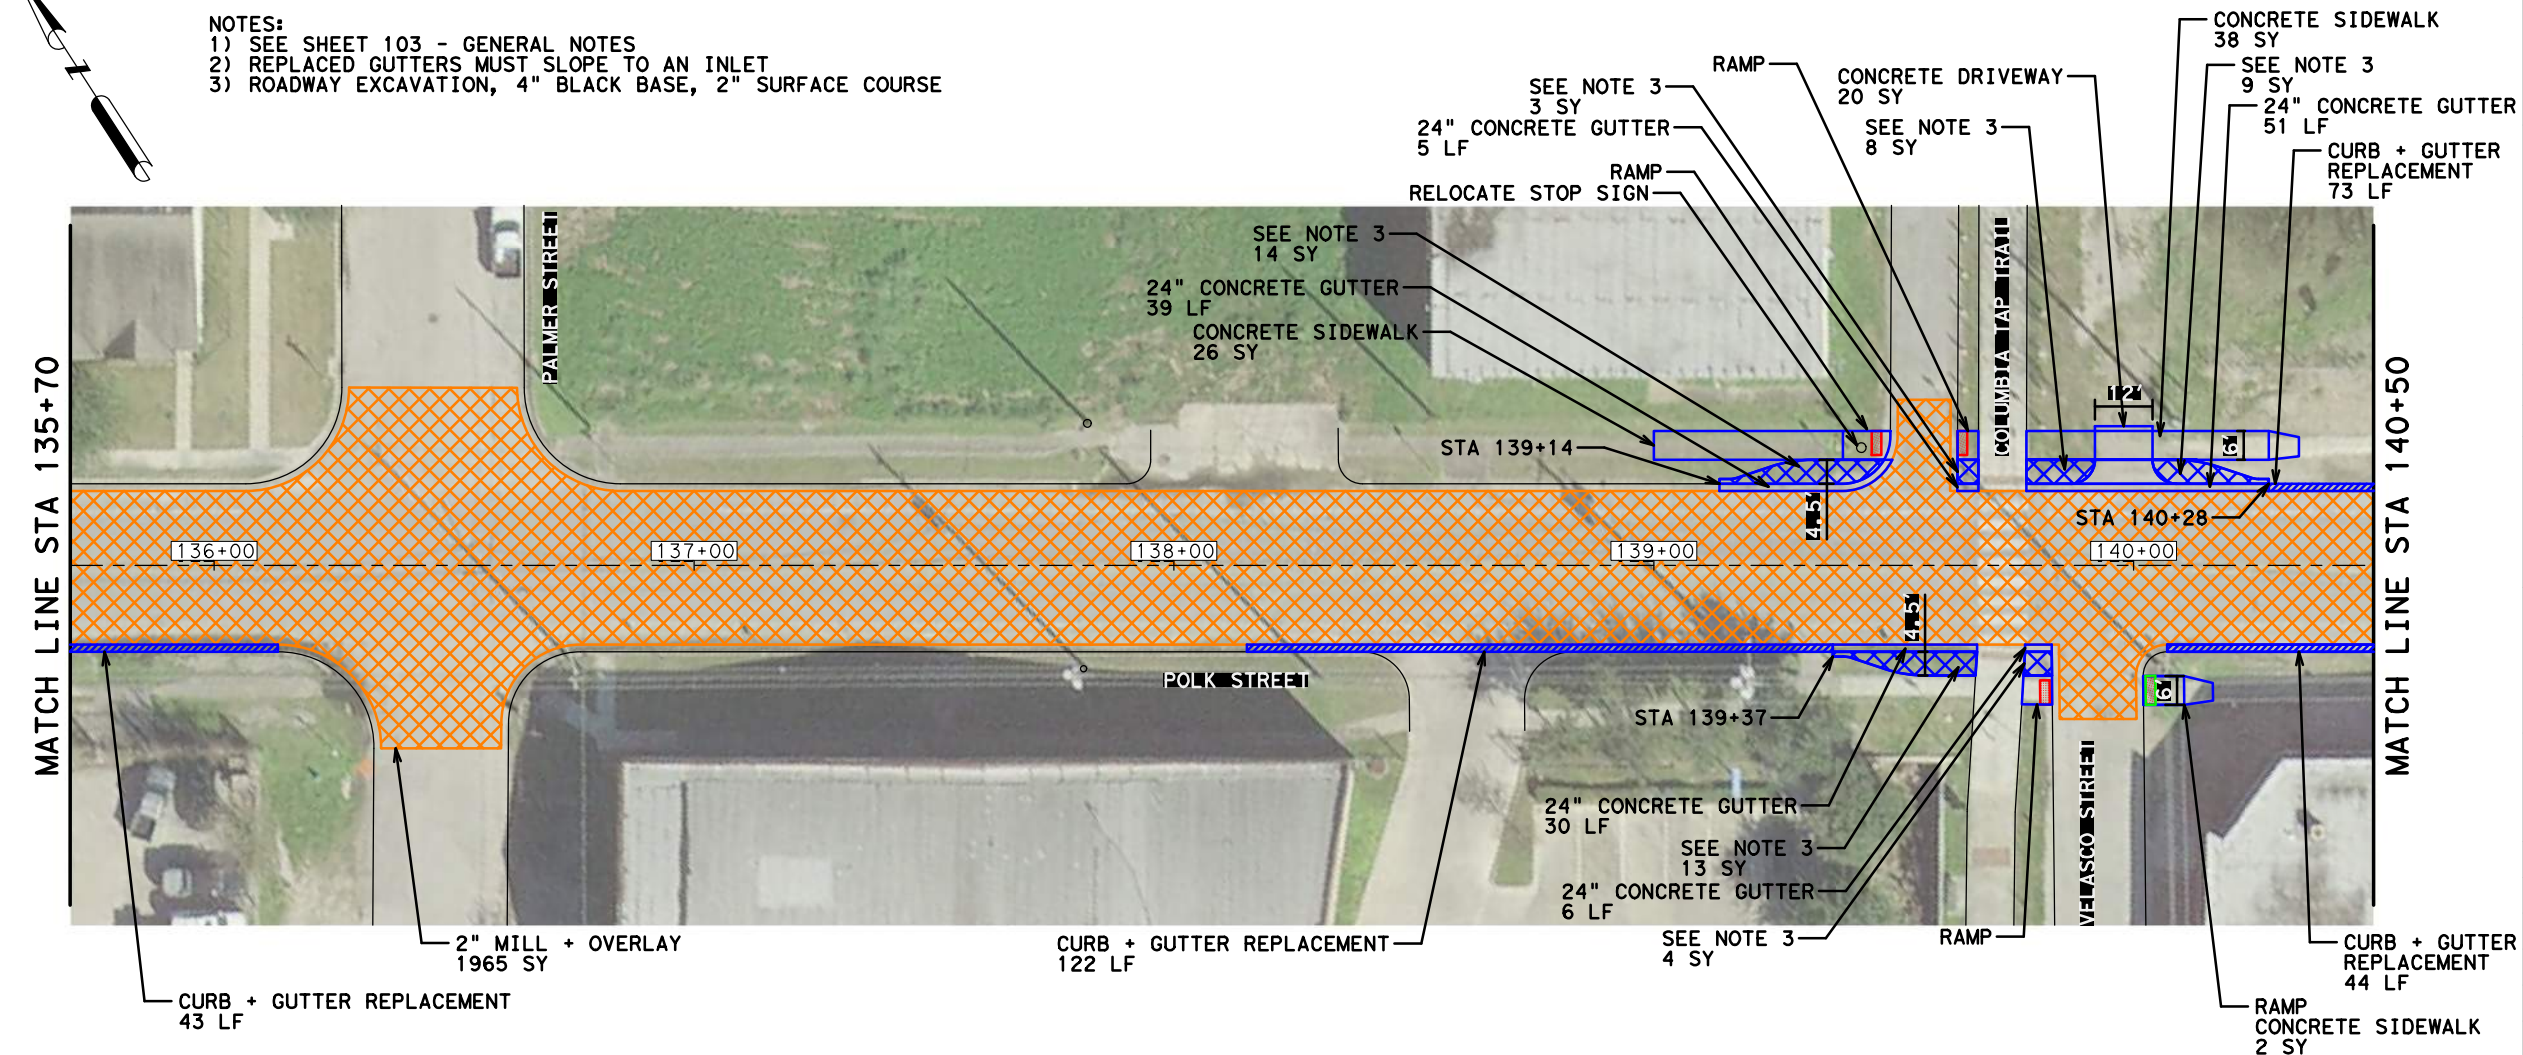 NOTES:
1) SEE SHEET 103 - GENERAL NOTES
2) REPLACED GUTTERS MUST SLOPE TO AN INLET
3) ROADWAY EXCAVATION, 4" BLACK BASE, 2" SURFACE COURSE
CONCRETE SIDEWALK
38 SY
RAMP
SEE NOTE 3
9 SY
CONCRETE DRIVEWAY
20 SY
SEE NOTE 3
3 SY
24" CONCRETE GUTTER
51 LF
24" CONCRETE GUTTER
5 LF
SEE NOTE 3
8 SY
CURB + GUTTER
REPLACEMENT
73 LF
RAMP
RELOCATE STOP SIGN
SEE NOTE 3
14 SY
24" CONCRETE GUTTER
39 LF
CONCRETE SIDEWALK
26 SY
PALMER STREET
COLUMBIA TAP TRAIL
12'
6'
STA 139+14
4.5'
STA 140+28
MATCH LINE STA 135+70
MATCH LINE STA 140+50
136+00
137+00
138+00
139+00
140+00
4.5'
POLK STREET
6'
STA 139+37
VELASCO STREET
24" CONCRETE GUTTER
30 LF
SEE NOTE 3
13 SY
24" CONCRETE GUTTER
6 LF
SEE NOTE 3
4 SY
RAMP
2" MILL + OVERLAY
1965 SY
CURB + GUTTER REPLACEMENT
122 LF
CURB + GUTTER
REPLACEMENT
44 LF
CURB + GUTTER REPLACEMENT
43 LF
RAMP
CONCRETE SIDEWALK
2 SY